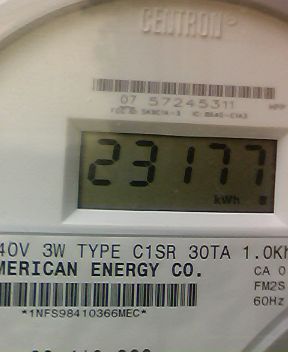 CENTRON
07 57245311
23177
kWh
40V 3W TYPE C1SR 30TA 1.0Kh
MERICAN ENERGY CO.
CA 0
FM2S
60Hz
*1NFS98410366MEC*